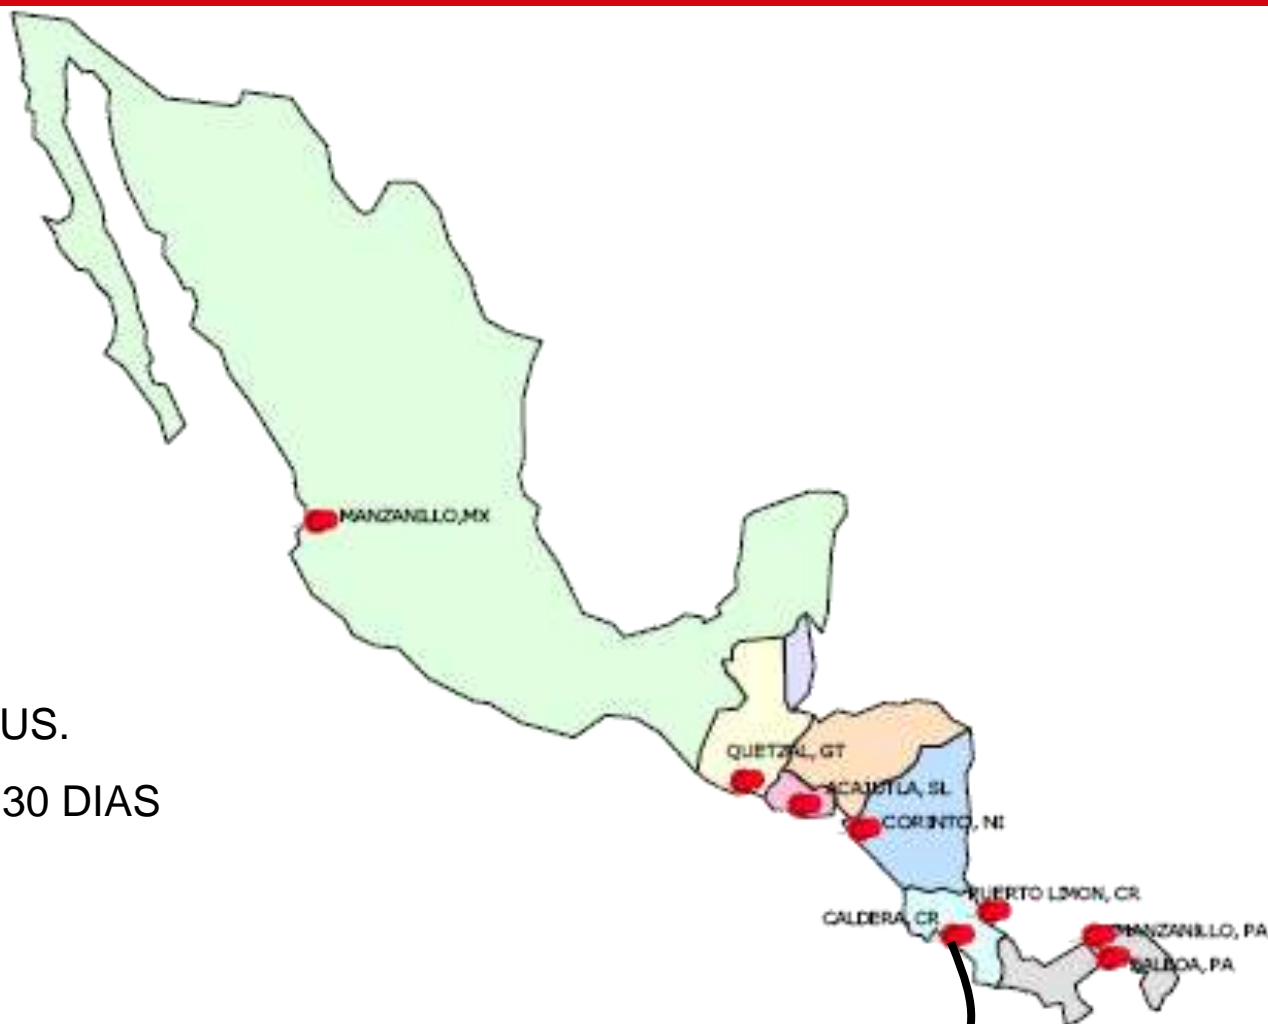 MANZANILLO,MX
US.
QUETZAL, GT
30 DIAS
ACAJUTLA, SL
CORINTO, NI
PUERTO LIMON, CR
CALDERA, CR
MANZANILLO, PA
BALBOA, PA